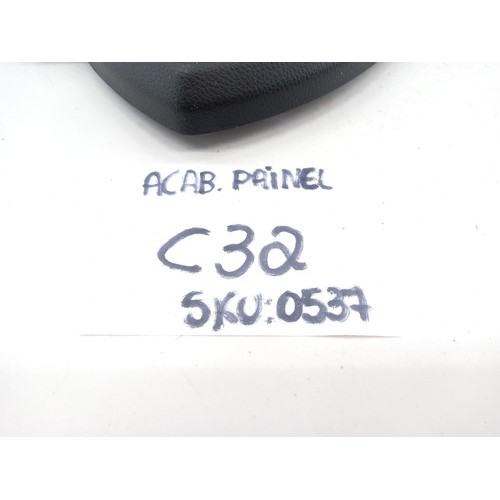 ACAB. PAiNEL
C32
SKU:0537